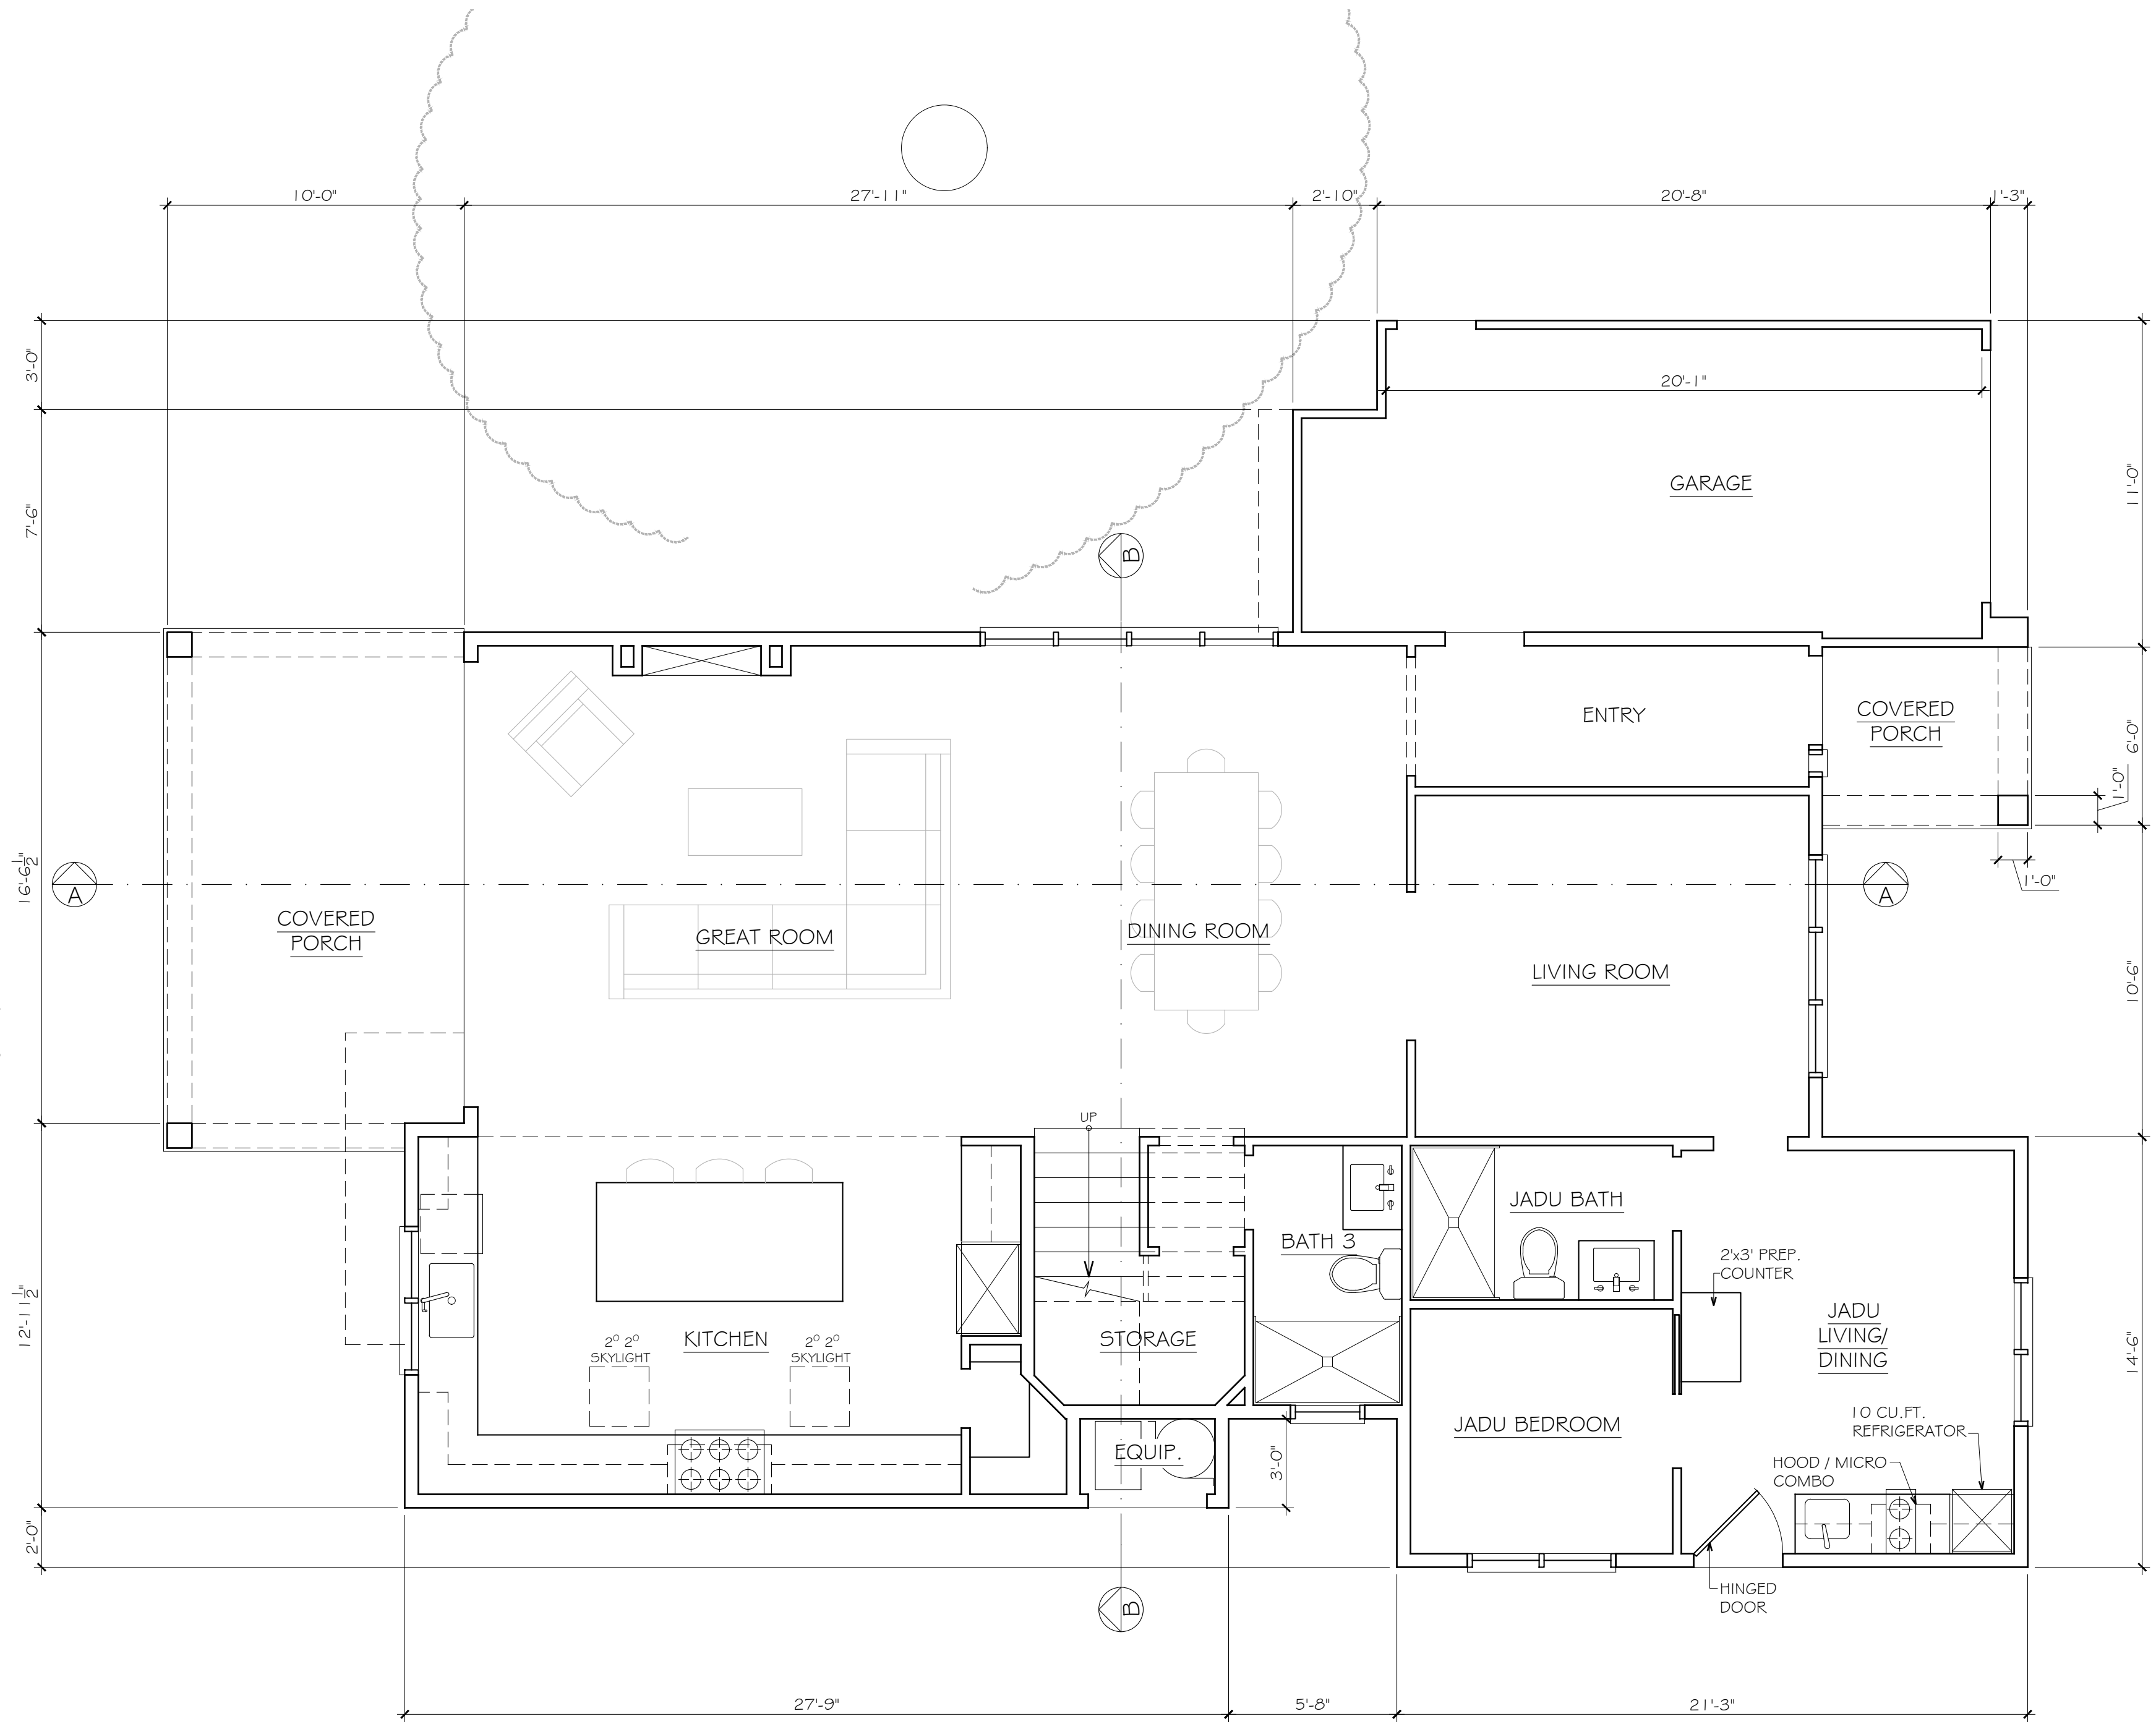 10'-0"
27'-11"
2'-10"
20'-8"
1'-3"
3'-0"
20'-1"
7'-6"
GARAGE
11'-0"
B
ENTRY
COVERED
PORCH
6'-0"
1'-0"
1'-0"
16'-6 1/2"
A
A
COVERED
PORCH
GREAT ROOM
DINING ROOM
LIVING ROOM
10'-6"
UP
JADU BATH
BATH 3
2'x3' PREP.
COUNTER
12'-11 1/2"
2⁰ 2⁰
SKYLIGHT
KITCHEN
2⁰ 2⁰
SKYLIGHT
STORAGE
JADU
LIVING/
DINING
14'-6"
JADU BEDROOM
10 CU.FT.
REFRIGERATOR
EQUIP.
3'-0"
HOOD / MICRO
COMBO
2'-0"
HINGED
DOOR
B
27'-9"
5'-8"
21'-3"